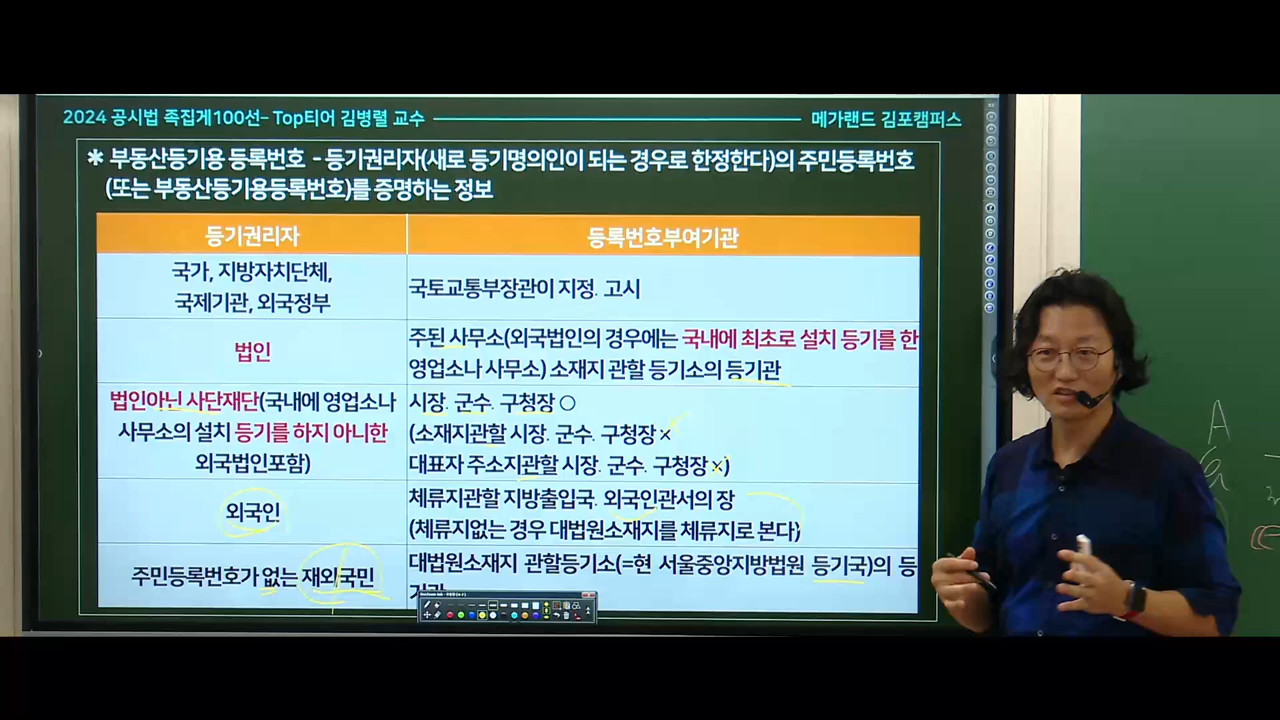 2024 공시법 족집게100선– Top티어 김병렬 교수
메가랜드 김포캠퍼스
* 부동산등기용 등록번호 - 등기권리자(새로 등기명의인이 되는 경우로 한정한다)의 주민등록번호
(또는 부동산등기용등록번호)를 증명하는 정보
등기권리자
등록번호부여기관
국가, 지방자치단체,
국제기관, 외국정부
국토교통부장관이 지정. 고시
법인
주된 사무소(외국법인의 경우에는 국내에 최초로 설치 등기를 한
영업소나 사무소) 소재지 관할 등기소의 등기관
법인아닌 사단재단(국내에 영업소나
사무소의 설치 등기를 하지 아니한
외국법인포함)
시장. 군수. 구청장 ○
(소재지관할 시장. 군수. 구청장 ×
대표자 주소지관할 시장. 군수. 구청장 ×)
외국인
체류지관할 지방출입국. 외국인관서의 장
(체류지없는 경우 대법원소재지를 체류지로 본다)
주민등록번호가 없는 재외국민
대법원소재지 관할등기소(=현 서울중앙지방법원 등기국)의 등
A